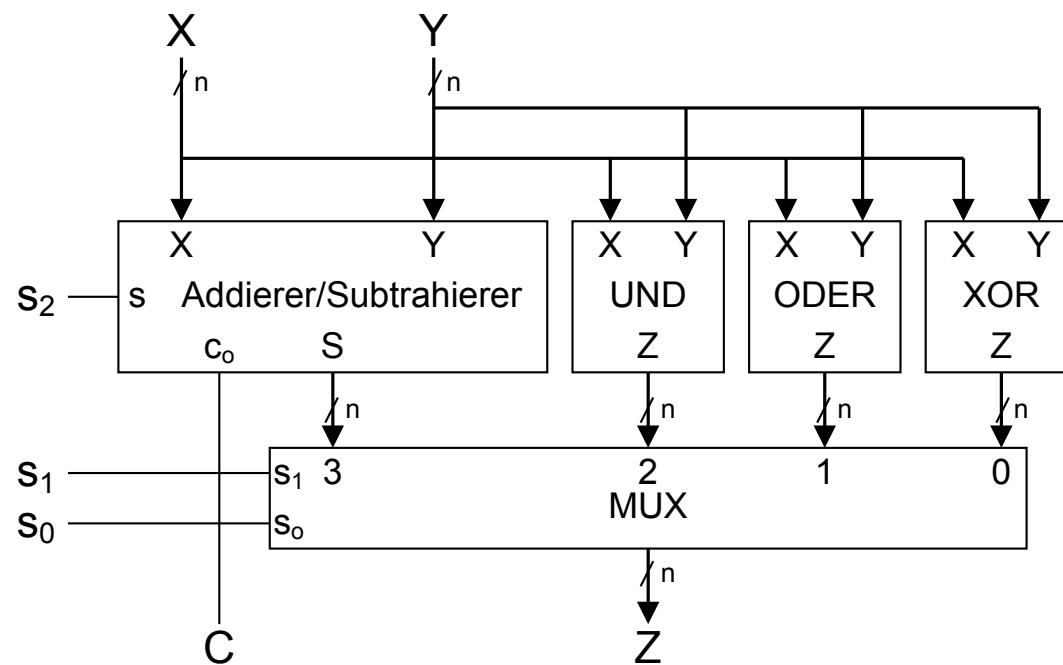 X Y
n n
X Y X Y X Y X Y
s₂ s Addierer/Subtrahierer UND ODER XOR
cₒ S Z Z Z
n n n n
s₁ s₁ 3 2 1 0
MUX
s₀ sₒ
n
C Z